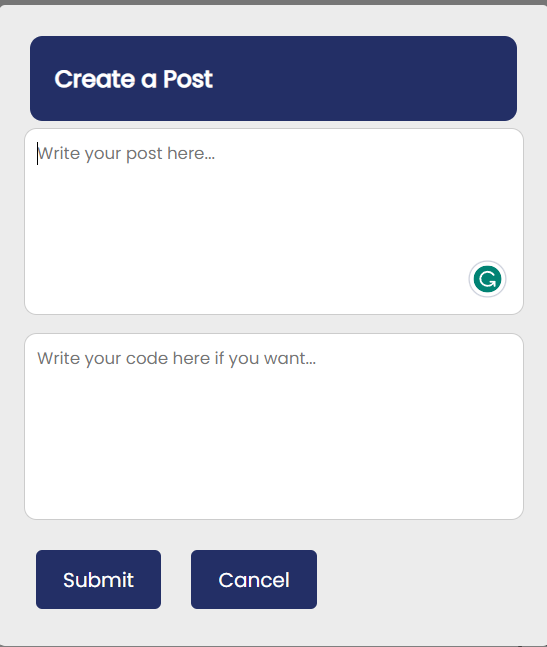 Create a Post
Write your post here...
Write your code here if you want...
Submit
Cancel